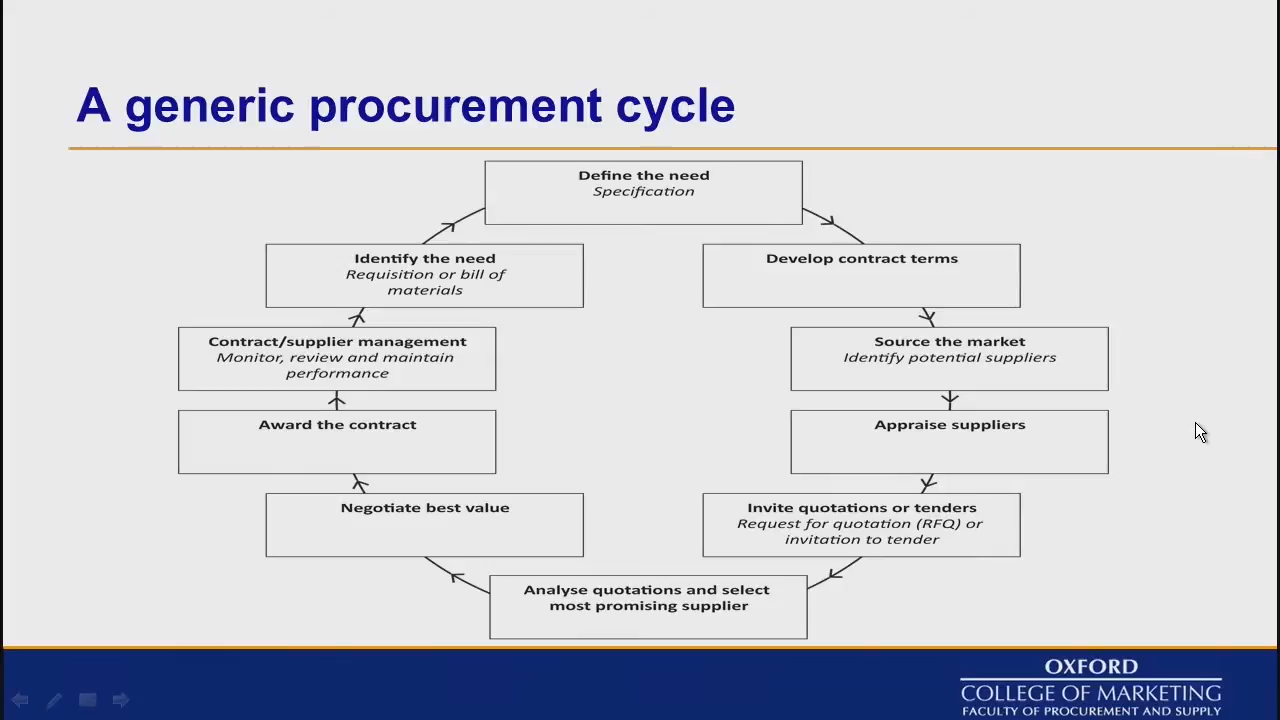 A generic procurement cycle
Define the need
Specification
Identify the need
Requisition or bill of
materials
Develop contract terms
Contract/supplier management
Monitor, review and maintain
performance
Source the market
Identify potential suppliers
Award the contract
Appraise suppliers
Negotiate best value
Invite quotations or tenders
Request for quotation (RFQ) or
invitation to tender
Analyse quotations and select
most promising supplier
OXFORD
COLLEGE OF MARKETING
FACULTY OF PROCUREMENT AND SUPPLY